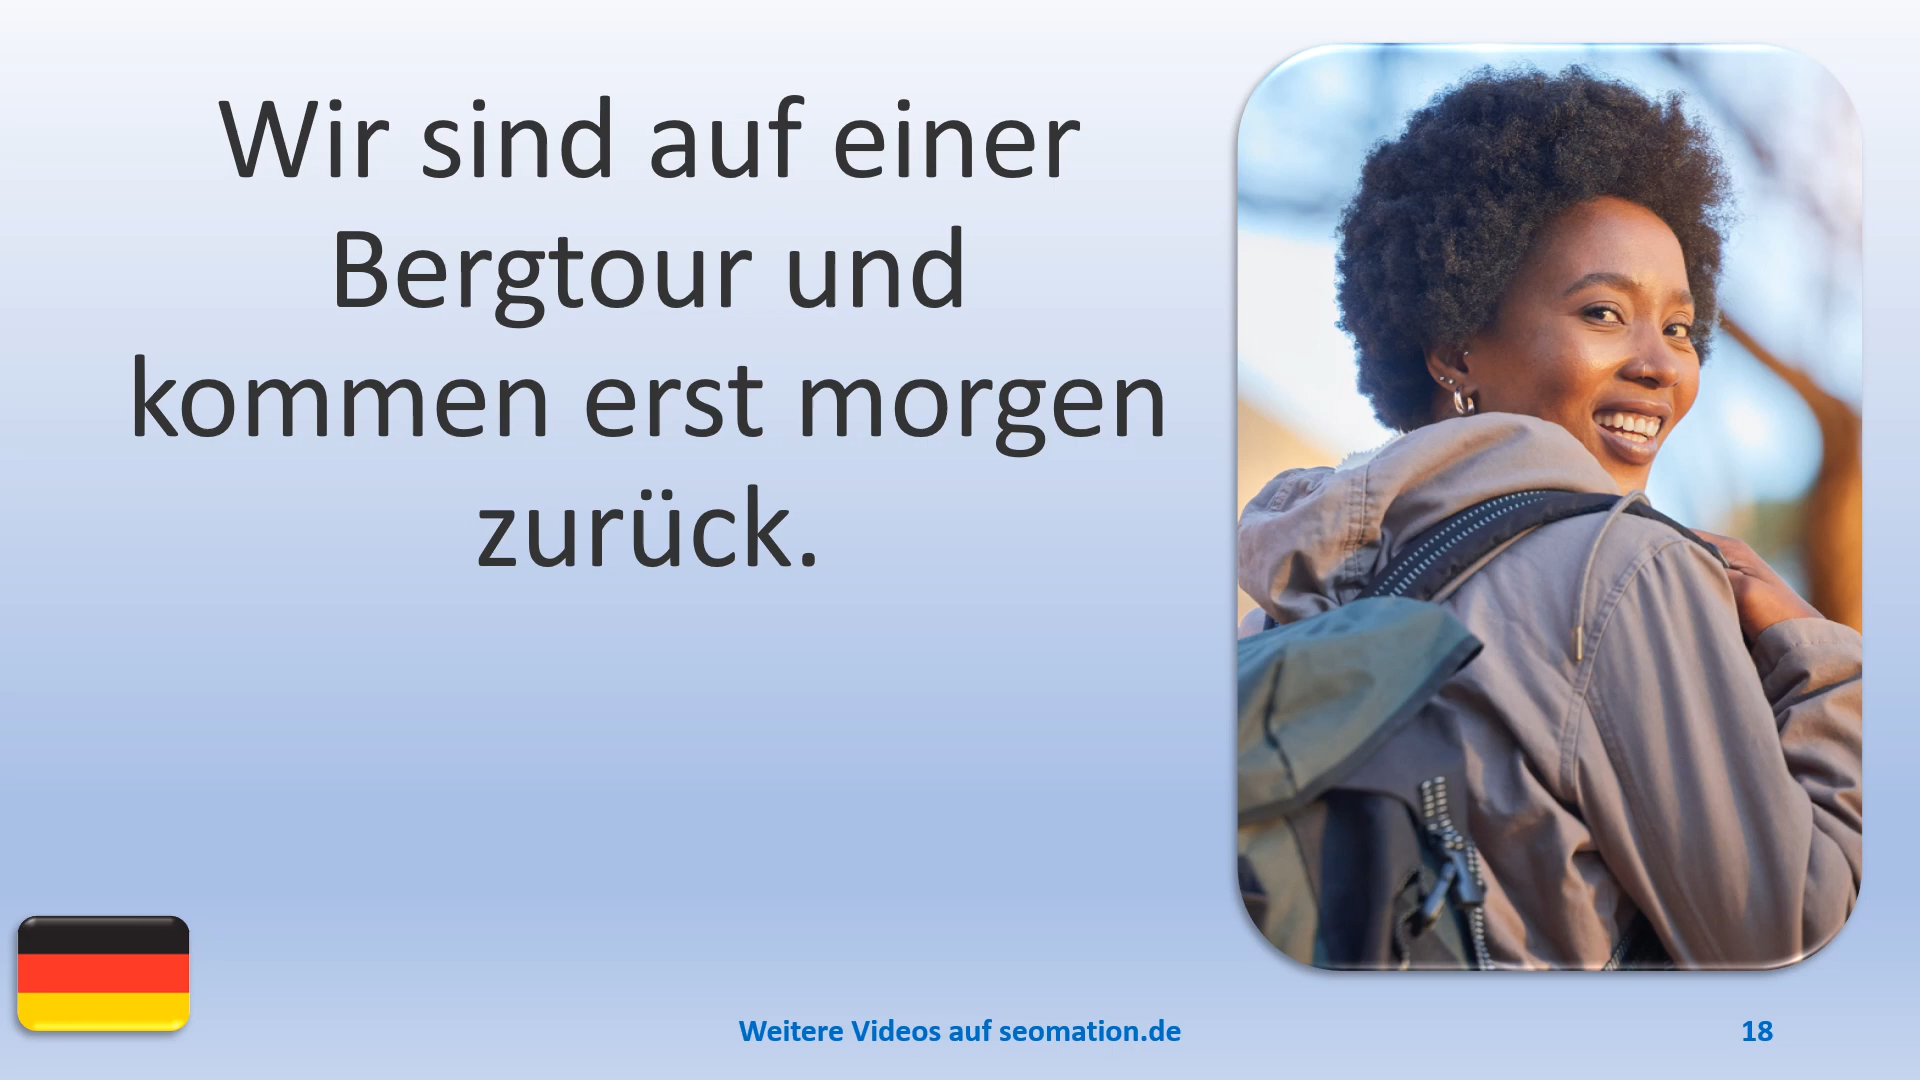 Wir sind auf einer
Bergtour und
kommen erst morgen
zurück.
Weitere Videos auf seomation.de
18